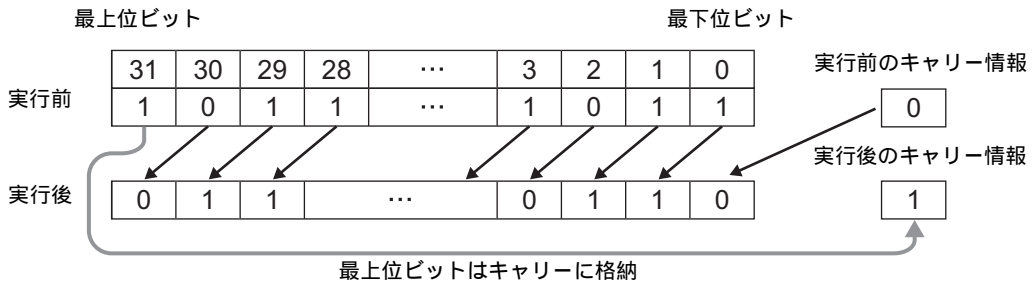 最上位ビット 最下位ビット
31 30 29 28 … 3 2 1 0 実行前のキャリー情報
実行前 1 0 1 1 … 1 0 1 1 0
実行後のキャリー情報
実行後 0 1 1 … 0 1 1 0 1
最上位ビットはキャリーに格納